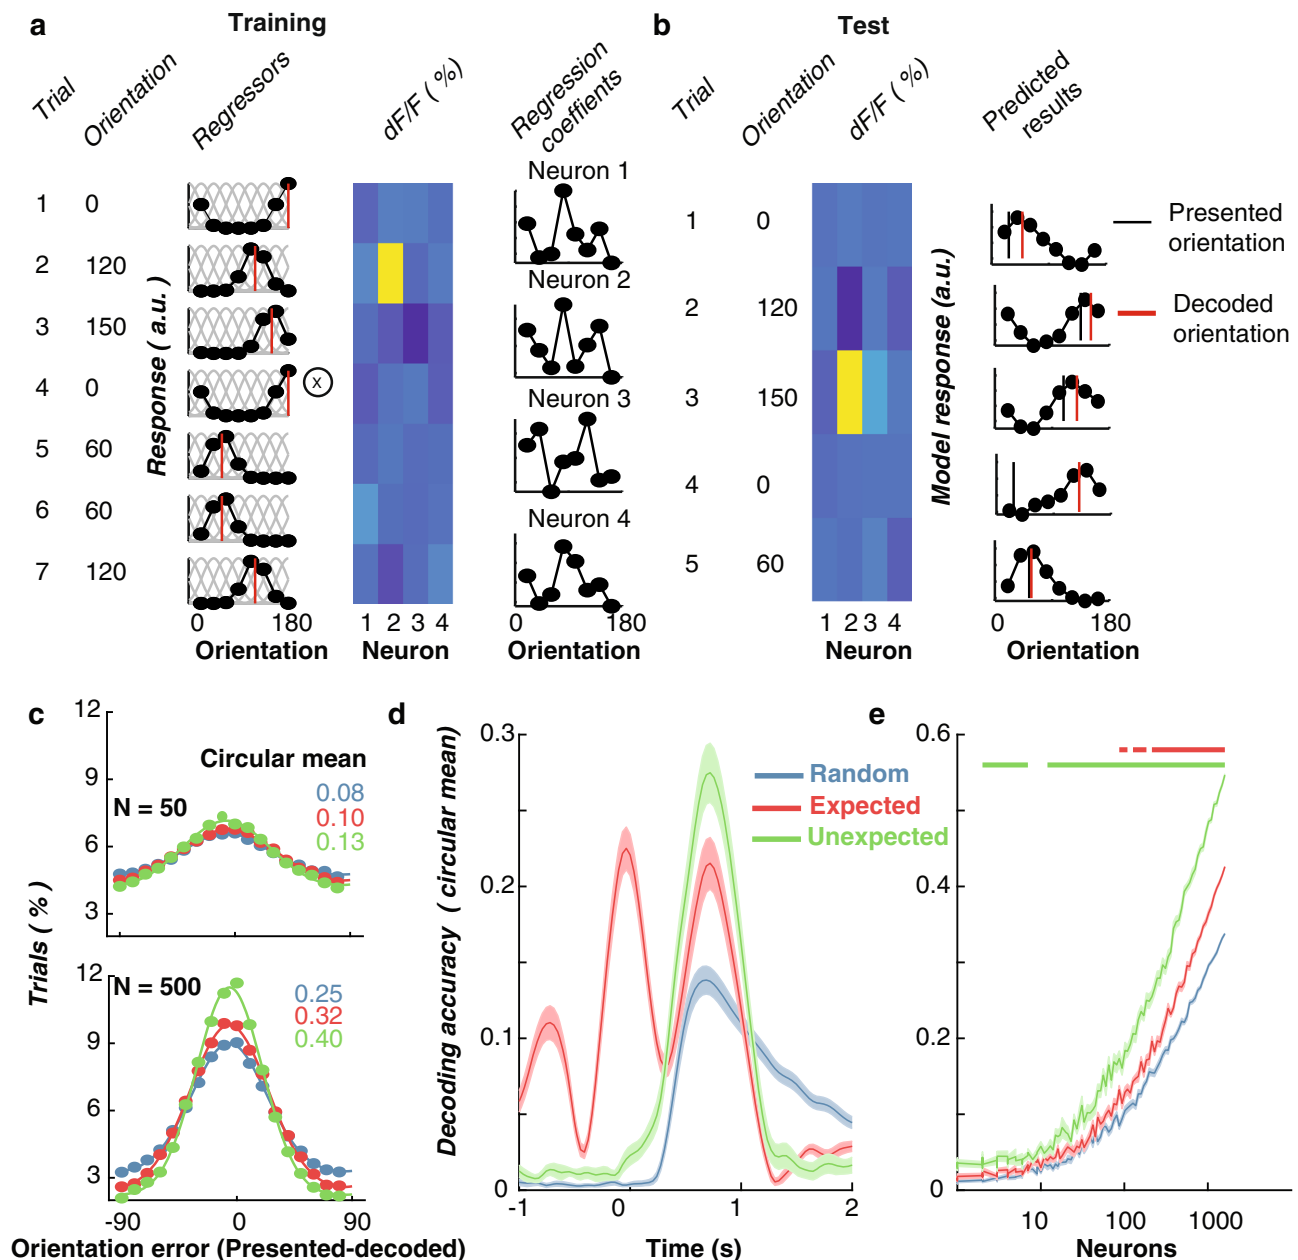 a
Training
Trial
Orientation
Regressors
dF/F ( %)
Regression
coeffients
1
0
2
120
3
150
4
0
5
60
6
60
7
120
Response ( a.u. )
x
0
180
Orientation
1 2 3 4
Neuron
Neuron 1
Neuron 2
Neuron 3
Neuron 4
0
180
Orientation
b
Test
Trial
Orientation
dF/F ( %)
Predicted
results
1
0
2
120
3
150
4
0
5
60
1 2 3 4
Neuron
Model response (a.u.)
0
180
Orientation
Presented
orientation
Decoded
orientation
c
12
9
6
3
Circular mean
N = 50
0.08
0.10
0.13
Trials ( % )
12
9
6
3
N = 500
0.25
0.32
0.40
-90
0
90
Orientation error (Presented-decoded)
d
Decoding accuracy ( circular mean)
0.3
0.2
0.1
0
-1
0
1
2
Time (s)
Random
Expected
Unexpected
e
0.6
0.4
0.2
0
10
100
1000
Neurons